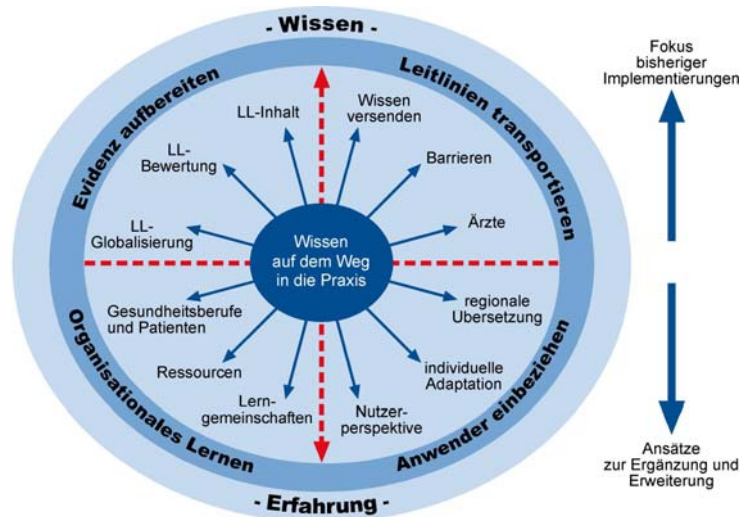 - Wissen -
Evidenz aufbereiten
Leitlinien transportieren
LL-Inhalt
Wissen
versenden
LL-
Bewertung
Barrieren
LL-
Globalisierung
Ärzte
Wissen
auf dem Weg
in die Praxis
Gesundheitsberufe
und Patienten
regionale
Übersetzung
Ressourcen
individuelle
Adaptation
Lern-
gemeinschaften
Nutzer-
perspektive
Organisationales Lernen
Anwender einbeziehen
- Erfahrung -
Fokus
bisheriger
Implementierungen
Ansätze
zur Ergänzung und
Erweiterung